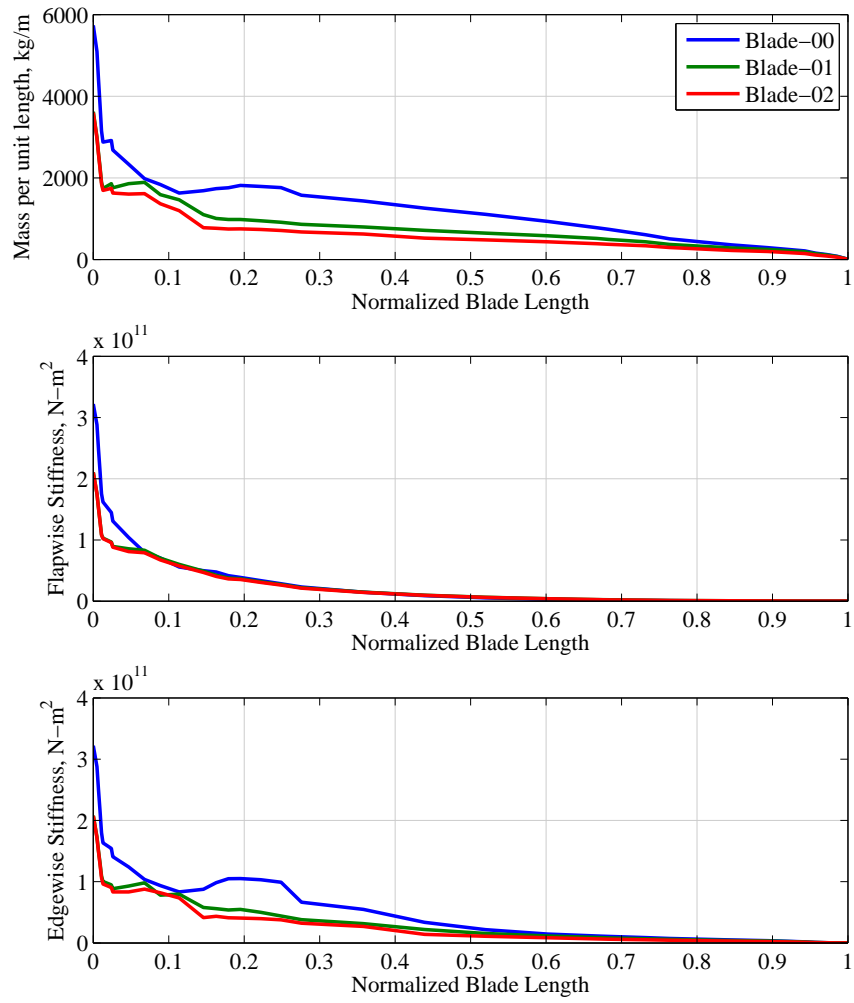 6000
4000
2000
0
Mass per unit length, kg/m
Blade−00
Blade−01
Blade−02
0 0.1 0.2 0.3 0.4 0.5 0.6 0.7 0.8 0.9 1
Normalized Blade Length
x 10^11
4
3
2
1
0
Flapwise Stiffness, N−m^2
0 0.1 0.2 0.3 0.4 0.5 0.6 0.7 0.8 0.9 1
Normalized Blade Length
x 10^11
4
3
2
1
0
Edgewise Stiffness, N−m^2
0 0.1 0.2 0.3 0.4 0.5 0.6 0.7 0.8 0.9 1
Normalized Blade Length